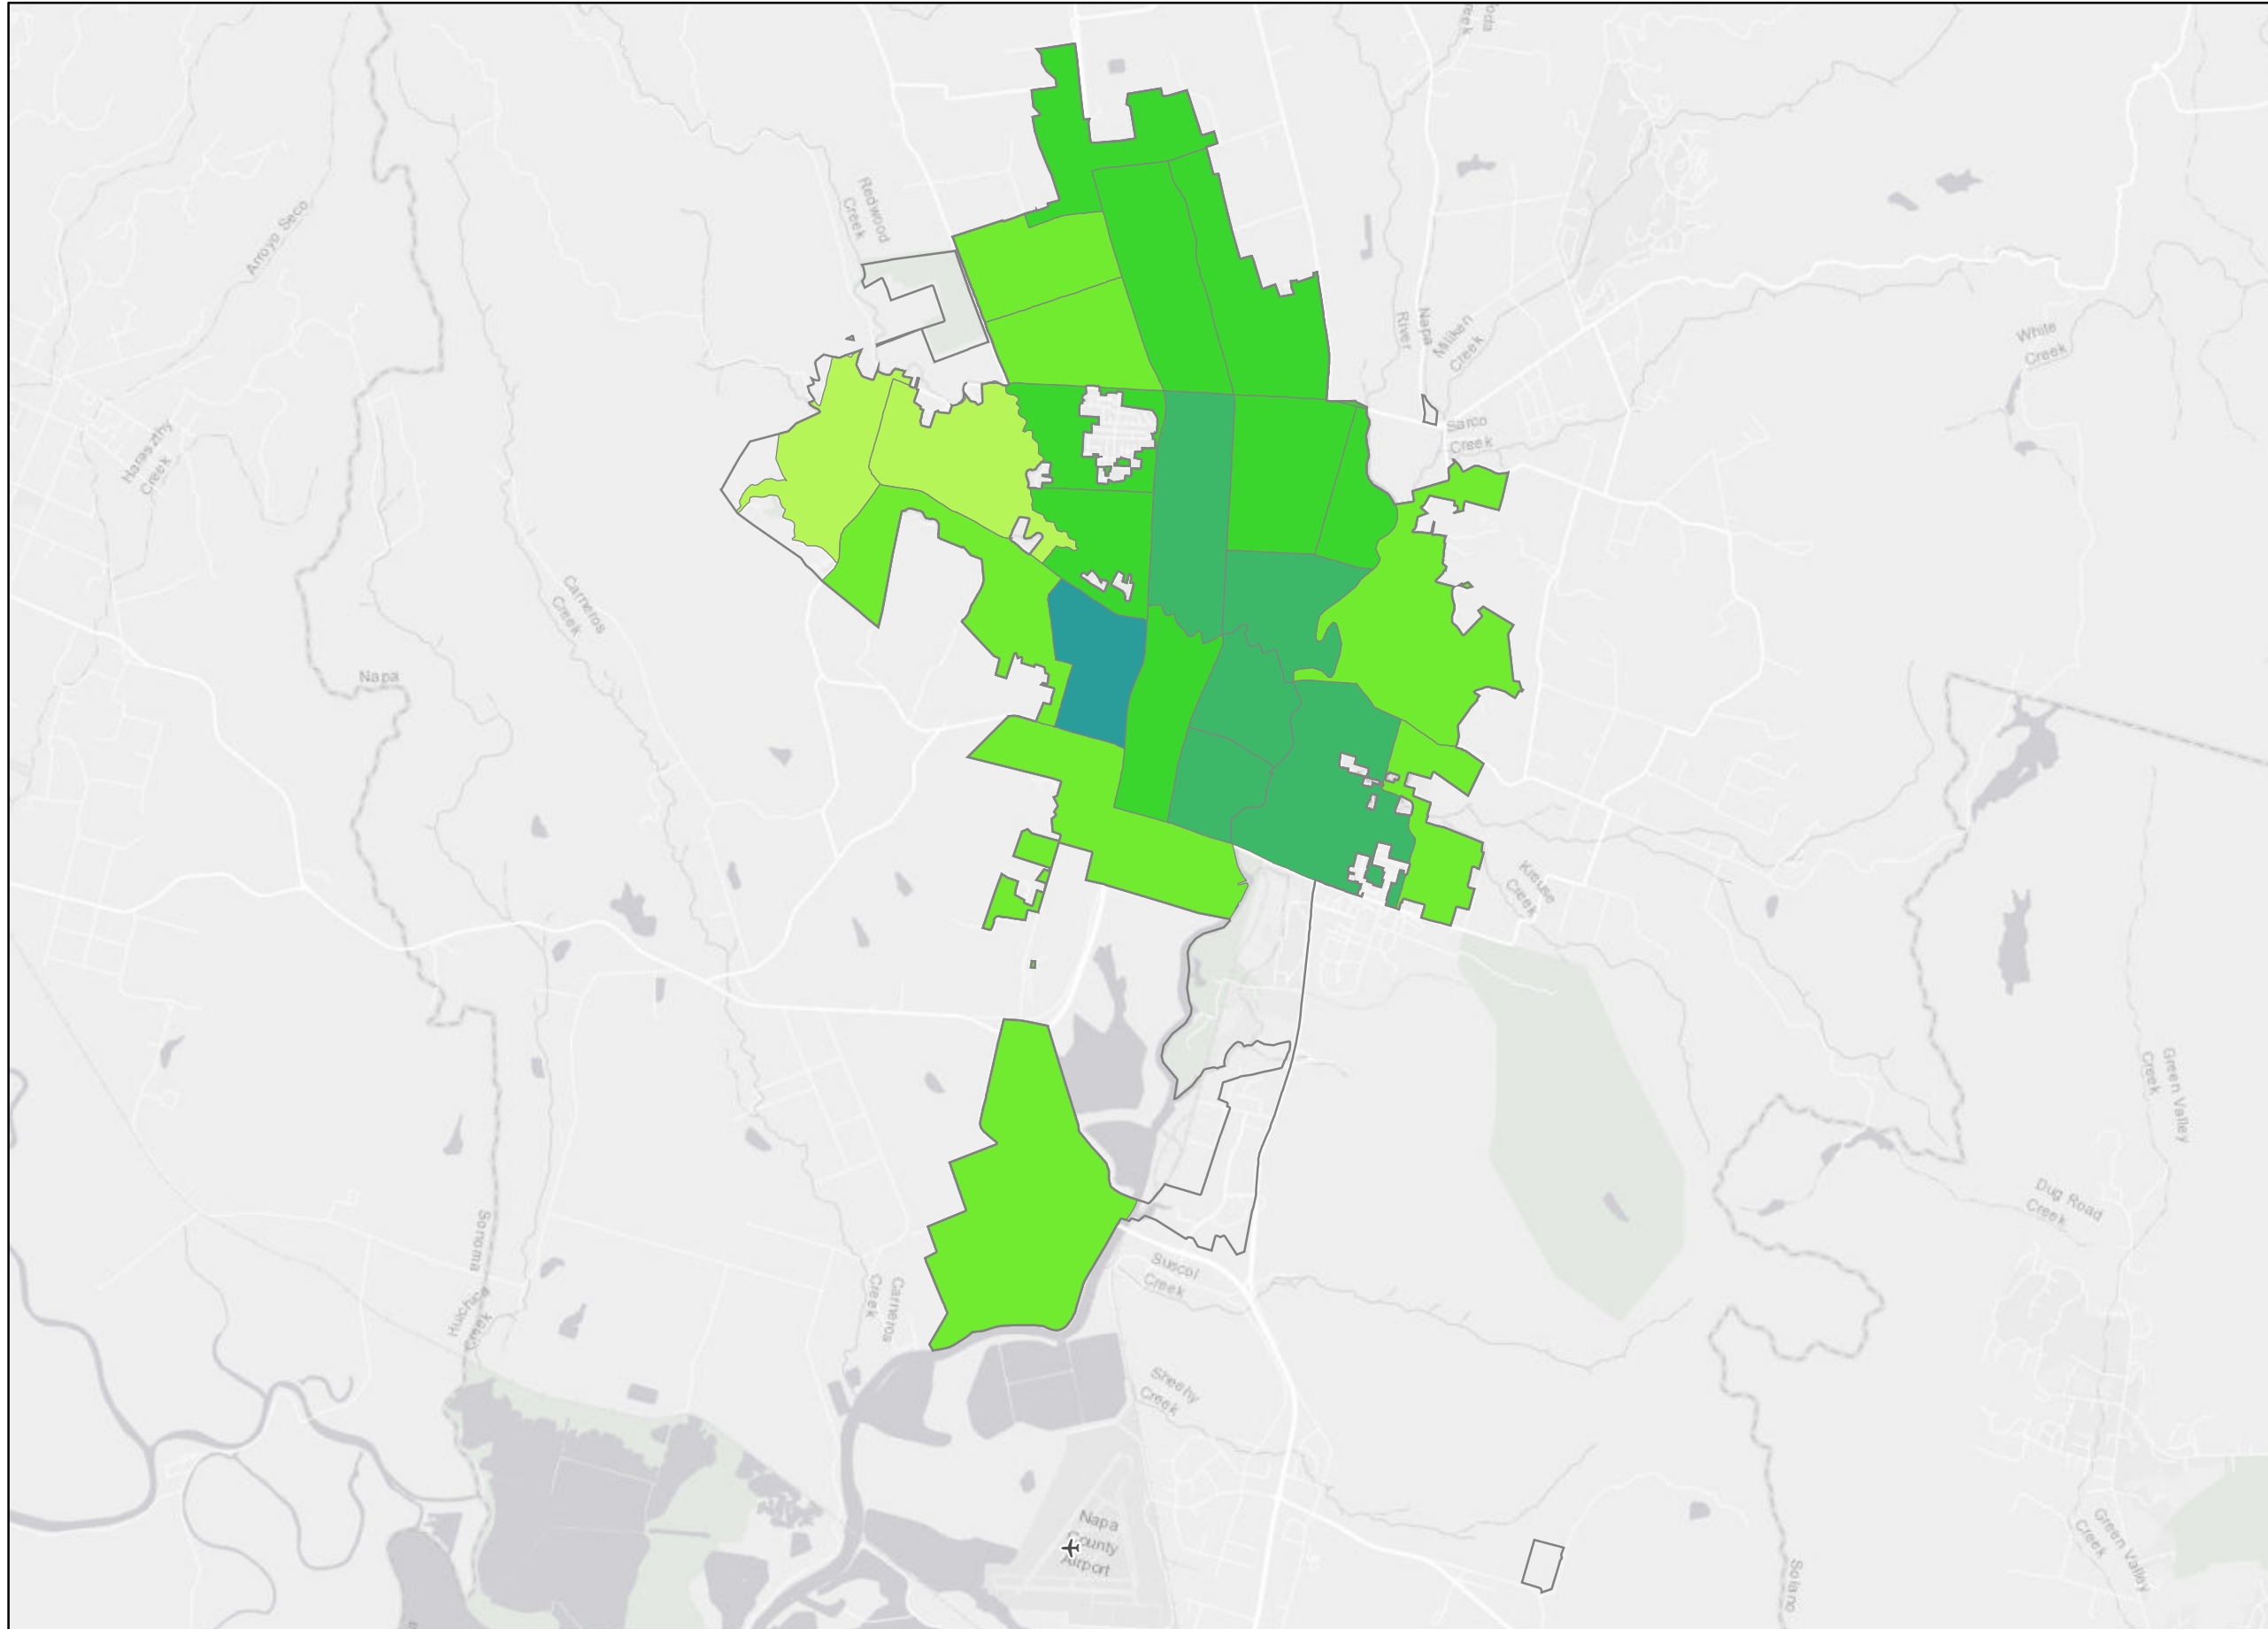 Redwood
Creek
Arroyo Seco
Napa
River
Milliken
Creek
White
Creek
Sarco
Creek
Haraszthy
Creek
Carneros
Creek
Napa
Kreuse
Creek
Green Valley
Creek
Dug Road
Creek
Sonoma
Suscol
Creek
Huichica
Creek
Carneros
Creek
Sheehy
Creek
Napa
County
Airport
Green Valley
Creek
Solano